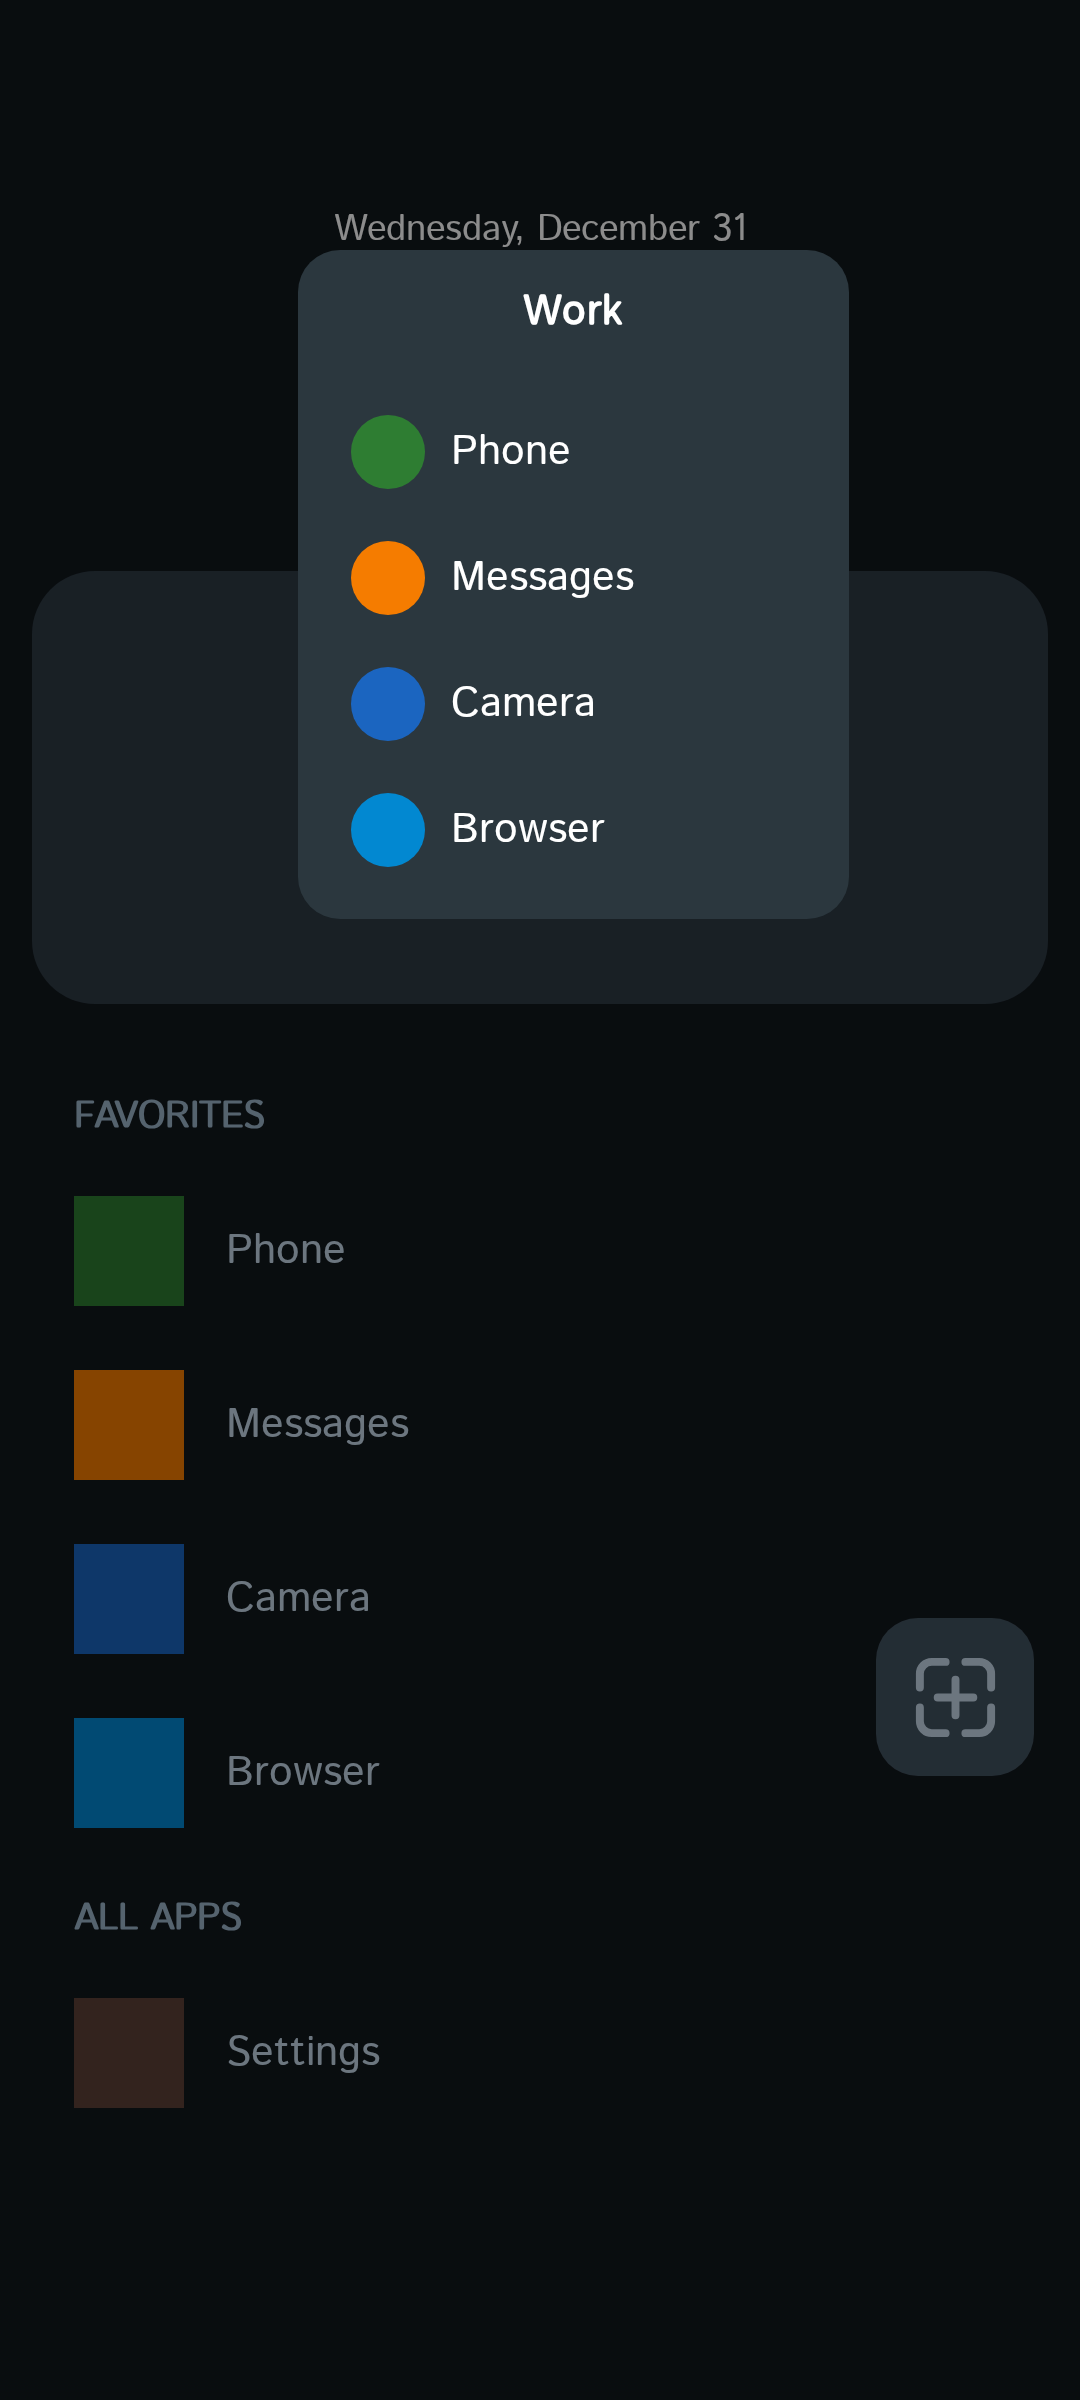 Wednesday, December 31
Work
Phone
Messages
Camera
Browser
FAVORITES
Phone
Messages
Camera
Browser
ALL APPS
Settings